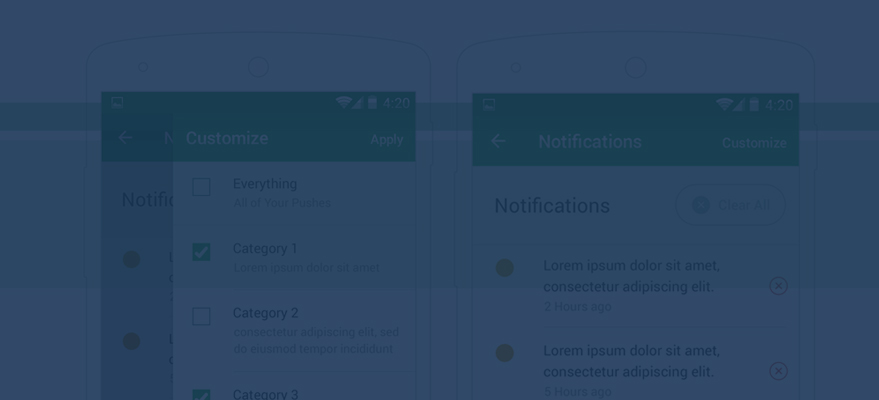 4:20
N Customize Apply
Notific
Everything
All of Your Pushes
Category 1
Lorem ipsum dolor sit amet
Category 2
consectetur adipiscing elit, sed
do eiusmod tempor incididunt
Category 3
4:20
Notifications Customize
Notifications Clear All
Lorem ipsum dolor sit amet,
consectetur adipiscing elit.
2 Hours ago
Lorem ipsum dolor sit amet,
consectetur adipiscing elit.
5 Hours ago